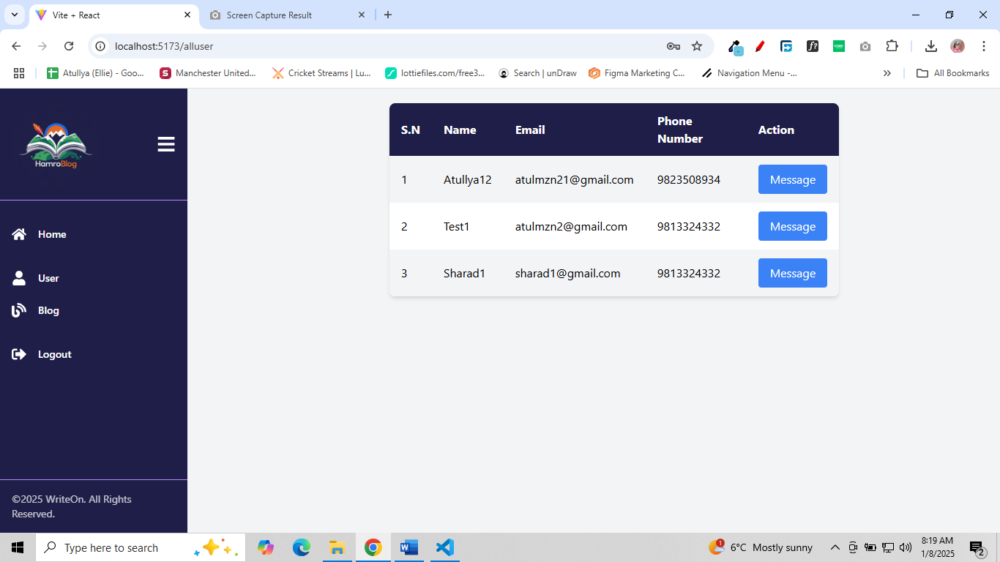 Vite + React
Screen Capture Result
localhost:5173/alluser
Atullya (Ellie) - Goo...
Manchester United...
Cricket Streams | Lu...
lottiefiles.com/free3...
Search | unDraw
Figma Marketing C...
Navigation Menu -...
All Bookmarks
HamroBlog
Home
User
Blog
Logout
©2025 WriteOn. All Rights
Reserved.
S.N Name Email Phone Number Action
1 Atullya12 atulmzn21@gmail.com 9823508934 Message
2 Test1 atulmzn2@gmail.com 9813324332 Message
3 Sharad1 sharad1@gmail.com 9813324332 Message
Type here to search
1
6°C Mostly sunny
8:19 AM
1/8/2025
2